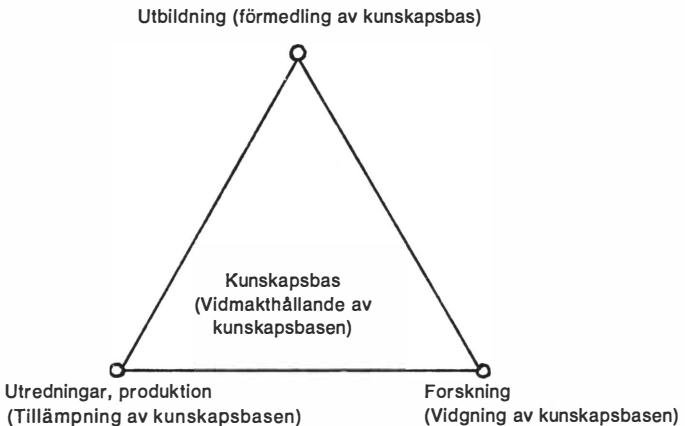 Utbildning (förmedling av kunskapsbas)
Kunskapsbas
(Vidmakthållande av
kunskapsbasen)
Utredningar, produktion
(Tillämpning av kunskapsbasen)
Forskning
(Vidgning av kunskapsbasen)